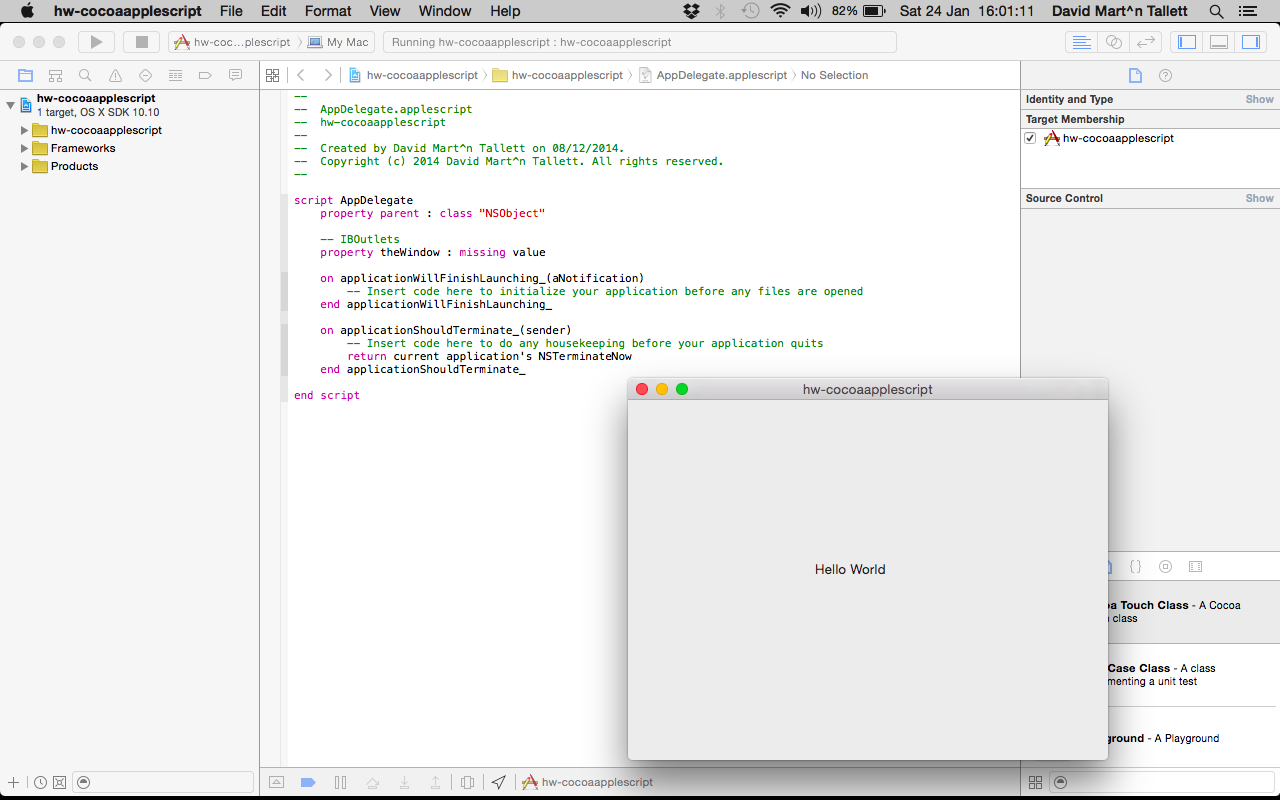 hw-cocoaapplescript File Edit Format View Window Help 82% Sat 24 Jan 16:01:11 David Mart^n Tallett
hw-coc...plescript My Mac Running hw-cocoaapplescript : hw-cocoaapplescript
hw-cocoaapplescript hw-cocoaapplescript AppDelegate.applescript No Selection
hw-cocoaapplescript
1 target, OS X SDK 10.10
hw-cocoaapplescript
Frameworks
Products
--
-- AppDelegate.applescript
-- hw-cocoaapplescript
--
-- Created by David Mart^n Tallett on 08/12/2014.
-- Copyright (c) 2014 David Mart^n Tallett. All rights reserved.
--
script AppDelegate
property parent : class "NSObject"
-- IBOutlets
property theWindow : missing value
on applicationWillFinishLaunching_(aNotification)
-- Insert code here to initialize your application before any files are opened
end applicationWillFinishLaunching_
on applicationShouldTerminate_(sender)
-- Insert code here to do any housekeeping before your application quits
return current application's NSTerminateNow
end applicationShouldTerminate_
end script
hw-cocoaapplescript
Hello World
Identity and Type Show
Target Membership
hw-cocoaapplescript
Source Control Show
{}
a Touch Class - A Cocoa
class
Case Class - A class
menting a unit test
ground - A Playground
hw-cocoaapplescript